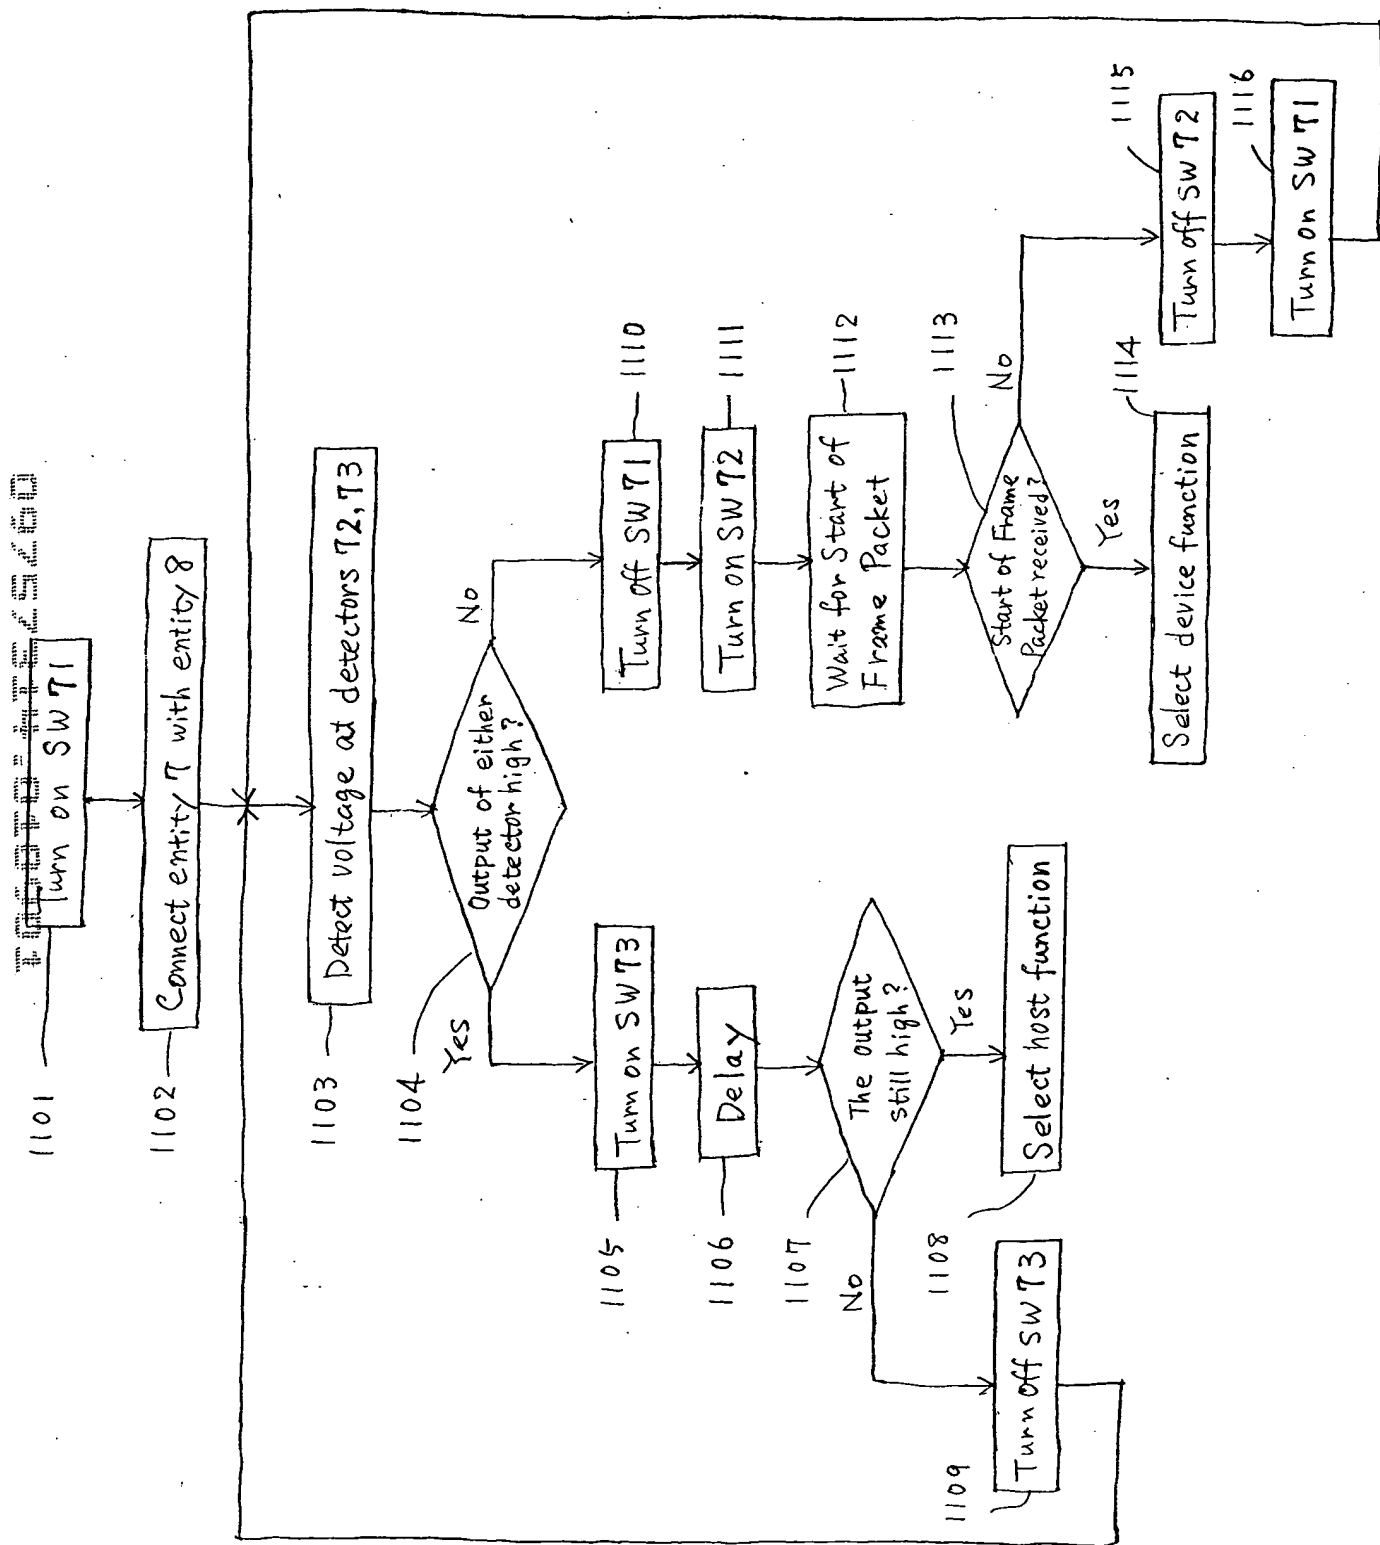 1101
Turn on SW 71
1102
Connect entity 7 with entity 8
1103
Detect voltage at detectors 72, 73
1104
Output of either
detector high?
Yes
No
1105
Turn on SW 73
1106
Delay
1107
The output
still high?
No
Yes
1108
Select host function
1109
Turn off SW 73
Turn off SW 71
1110
Turn on SW 72
1111
Wait for Start of
Frame Packet
1112
Start of Frame
Packet received?
1113
No
Yes
1114
Select device function
1115
Turn off SW 72
1116
Turn on SW 71